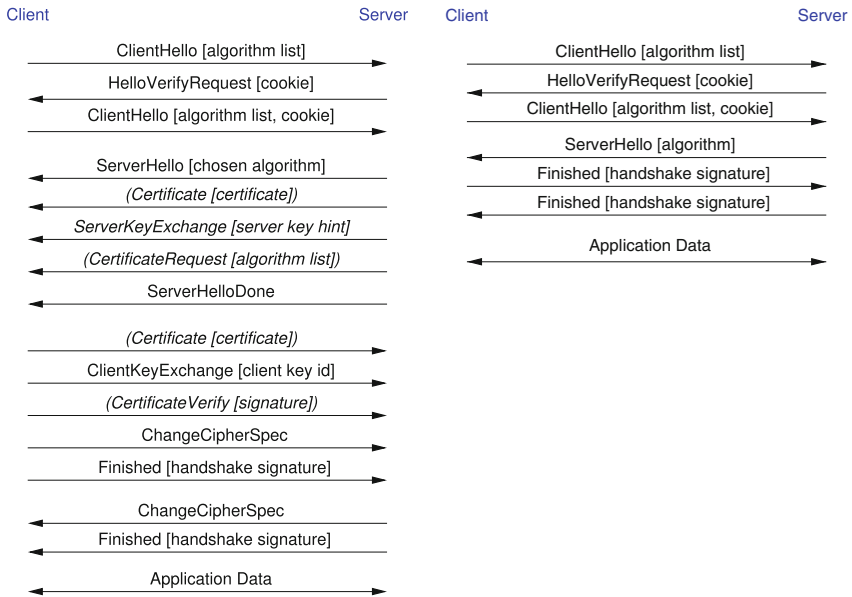 Client
Server
ClientHello [algorithm list]
HelloVerifyRequest [cookie]
ClientHello [algorithm list, cookie]
ServerHello [chosen algorithm]
(Certificate [certificate])
ServerKeyExchange [server key hint]
(CertificateRequest [algorithm list])
ServerHelloDone
(Certificate [certificate])
ClientKeyExchange [client key id]
(CertificateVerify [signature])
ChangeCipherSpec
Finished [handshake signature]
ChangeCipherSpec
Finished [handshake signature]
Application Data
Client
Server
ClientHello [algorithm list]
HelloVerifyRequest [cookie]
ClientHello [algorithm list, cookie]
ServerHello [algorithm]
Finished [handshake signature]
Finished [handshake signature]
Application Data